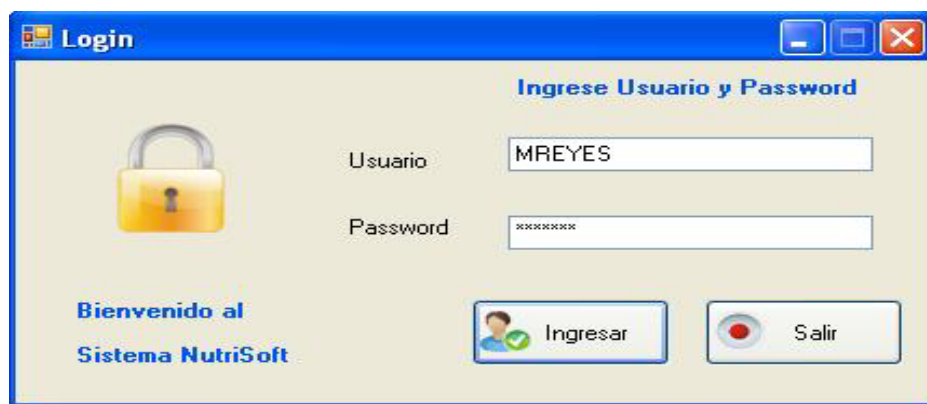 Login
Ingrese Usuario y Password
Usuario MREYES
Password *******
Bienvenido al
Sistema NutriSoft
Ingresar Salir